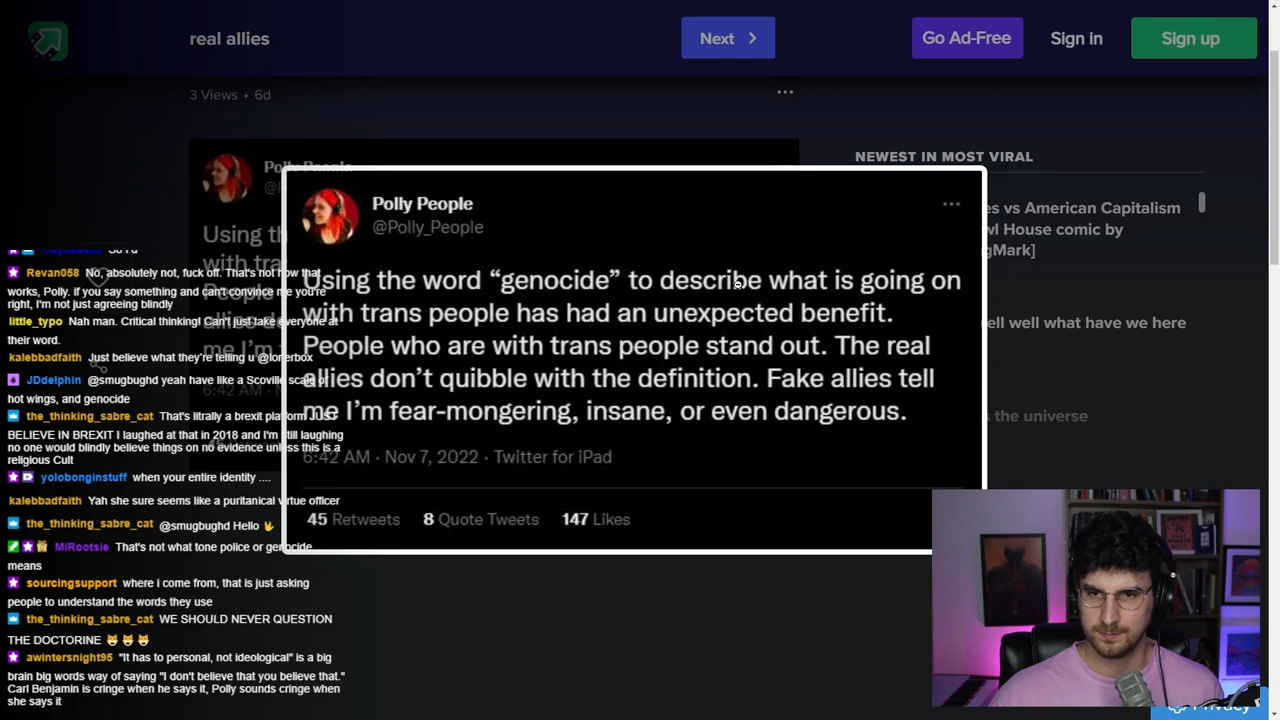 real allies
Next
Go Ad-Free
Sign in
Sign up
3 Views • 6d
NEWEST IN MOST VIRAL
es vs American Capitalism
wl House comic by
gMark]
ell well what have we here
s the universe
Polly People
@Polly_People
Using the word “genocide” to describe what is going on
with trans people has had an unexpected benefit.
People who are with trans people stand out. The real
allies don’t quibble with the definition. Fake allies tell
me I’m fear-mongering, insane, or even dangerous.
6:42 AM · Nov 7, 2022 · Twitter for iPad
45 Retweets 8 Quote Tweets 147 Likes
Revan058 No, absolutely not, fuck off. That's not how that
works, Polly. if you say something and can't convince me you're
right, I'm not just agreeing blindly
little_typo Nah man. Critical thinking! Can't just take everyone at
their word.
kalebbadfaith Just believe what they're telling u @lonerbox
JDdelphin @smugbughd yeah have like a Scoville scale for
hot wings, and genocide
the_thinking_sabre_cat That's litrally a brexit platform JUST
BELIEVE IN BREXIT I laughed at that in 2018 and I'm still laughing
no one would blindly believe things on no evidence unless this is a
religious Cult
yolobonginstuff when your entire identity ....
kalebbadfaith Yah she sure seems like a puritanical virtue officer
the_thinking_sabre_cat @smugbughd Hello
MiRootsie That's not what tone police or genocide
means
sourcingsupport where i come from, that is just asking
people to understand the words they use
the_thinking_sabre_cat WE SHOULD NEVER QUESTION
THE DOCTORINE
awintersnight95 "It has to personal, not ideological" is a big
brain big words way of saying "I don't believe that you believe that."
Carl Benjamin is cringe when he says it, Polly sounds cringe when
she says it
Privacy